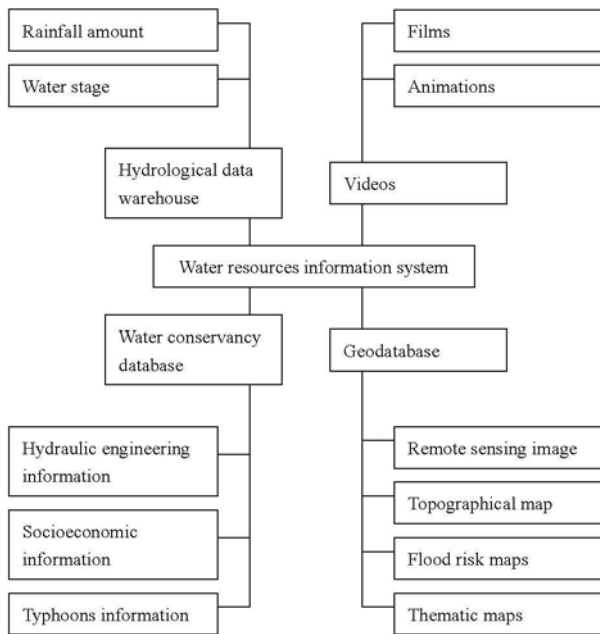 Rainfall amount
Films
Water stage
Animations
Hydrological data
warehouse
Videos
Water resources information system
Water conservancy
database
Geodatabase
Hydraulic engineering
information
Remote sensing image
Topographical map
Socioeconomic
information
Flood risk maps
Typhoons information
Thematic maps